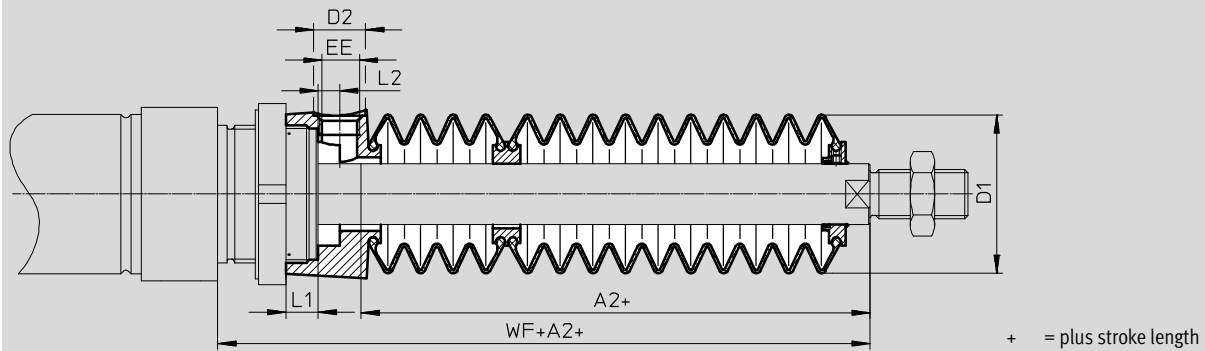 D2
EE
L2
D1
L1
A2+
WF+A2+
+ = plus stroke length